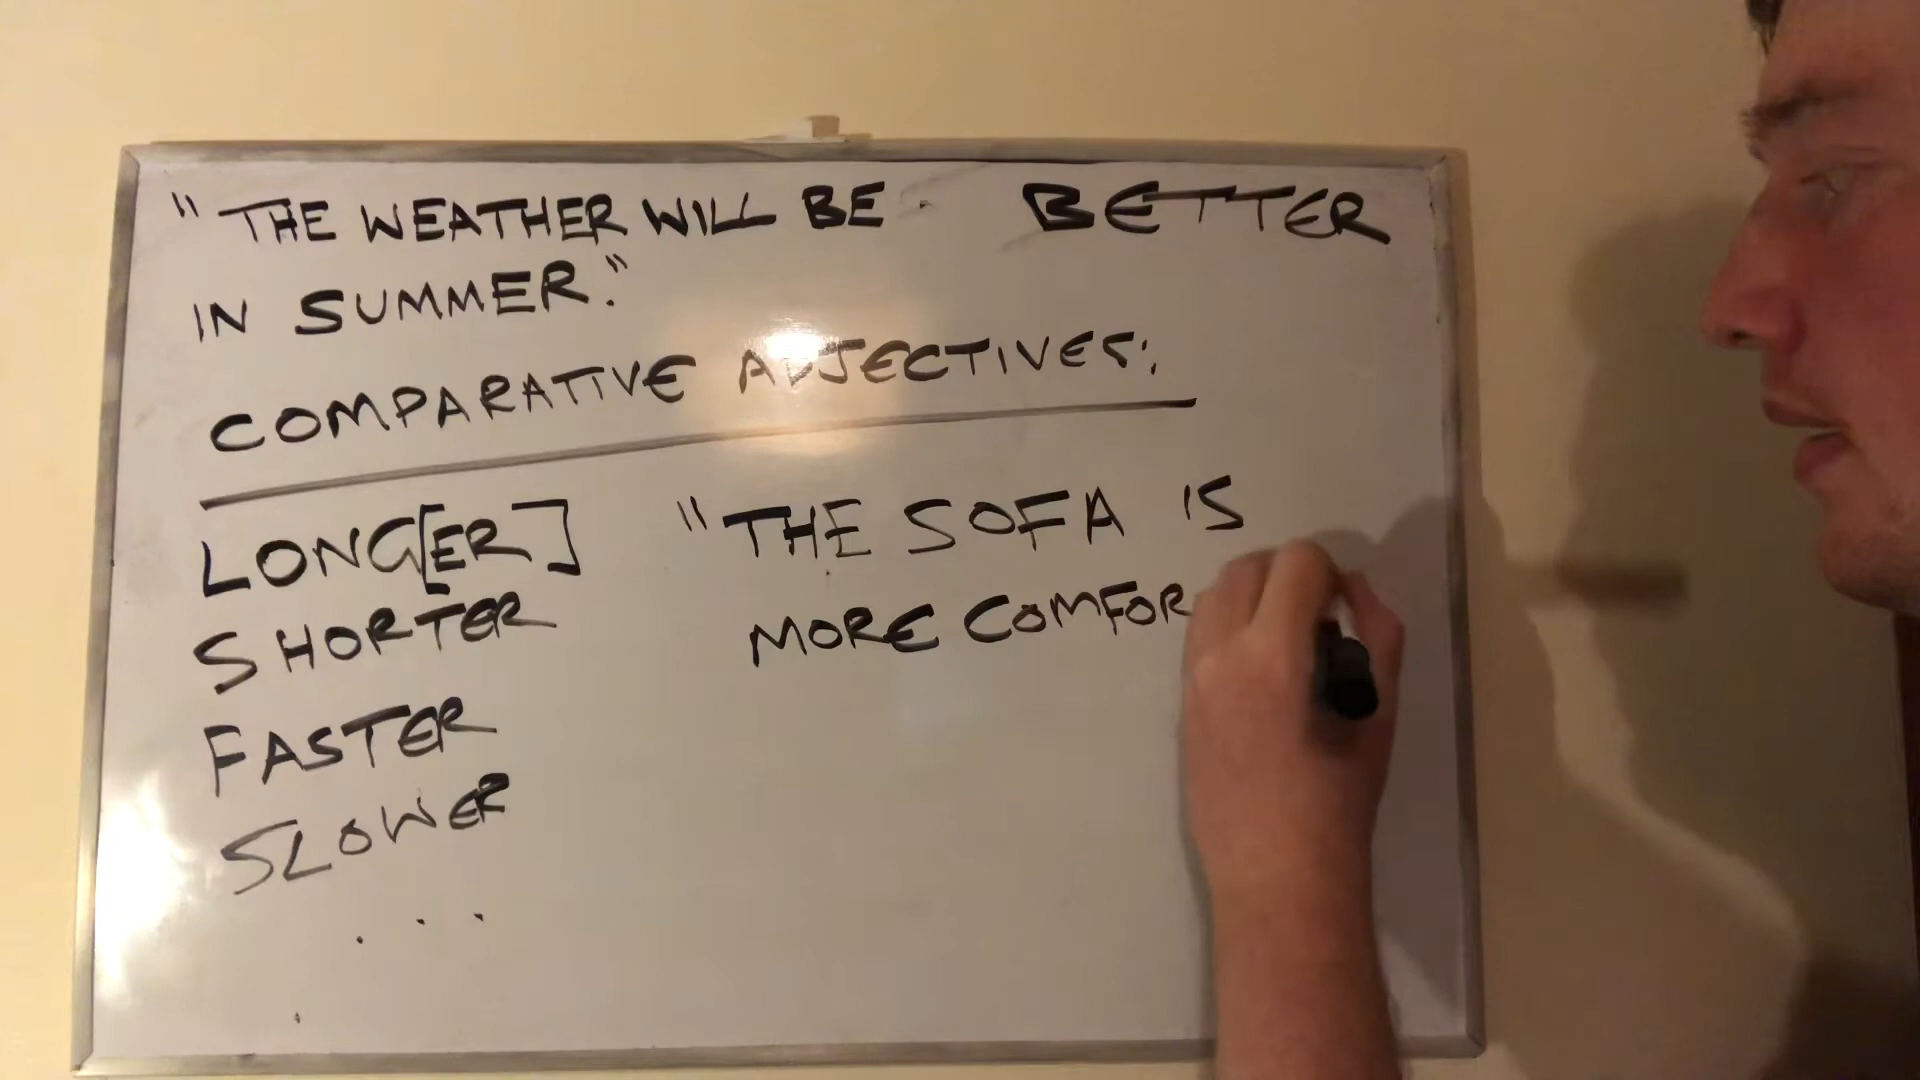 "THE WEATHER WILL BE BETTER
IN SUMMER."
COMPARATIVE ADJECTIVES:
LONG[ER]
SHORTER
FASTER
SLOWER
...
"THE SOFA IS
MORE COMFOR